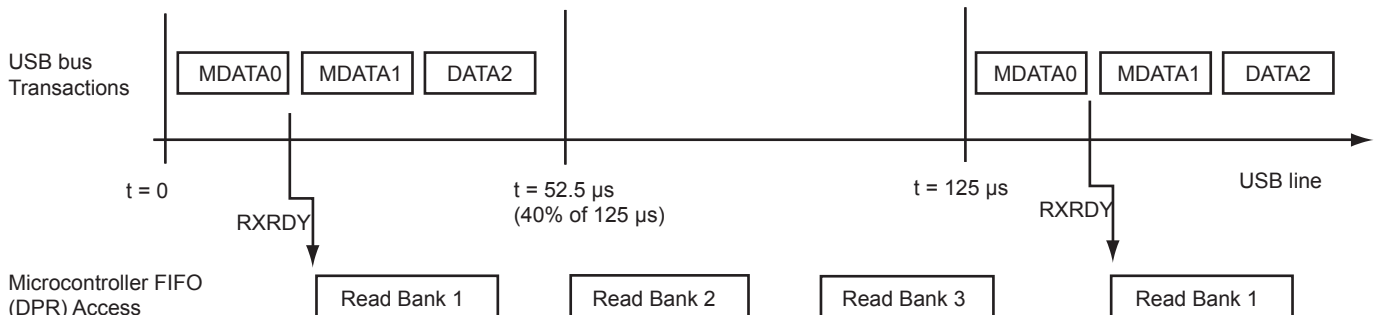 USB bus
Transactions
MDATA0 MDATA1 DATA2 MDATA0 MDATA1 DATA2
t = 0 t = 52.5 µs t = 125 µs USB line
(40% of 125 µs)
RXRDY RXRDY
Microcontroller FIFO
(DPR) Access
Read Bank 1 Read Bank 2 Read Bank 3 Read Bank 1